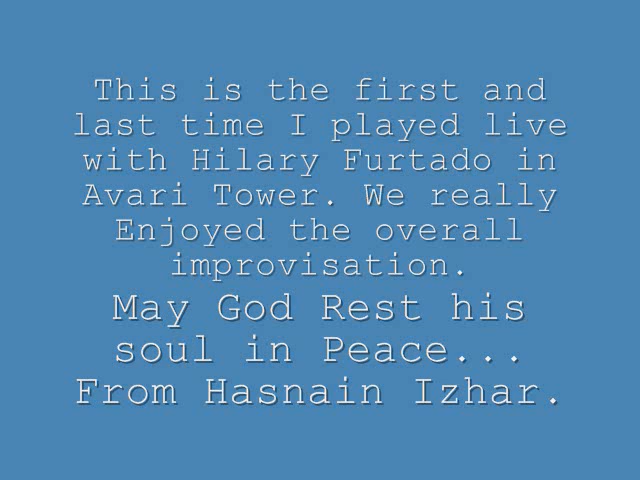 This is the first and
last time I played live
with Hilary Furtado in
Avari Tower. We really
Enjoyed the overall
improvisation.
May God Rest his
soul in Peace...
From Hasnain Izhar.